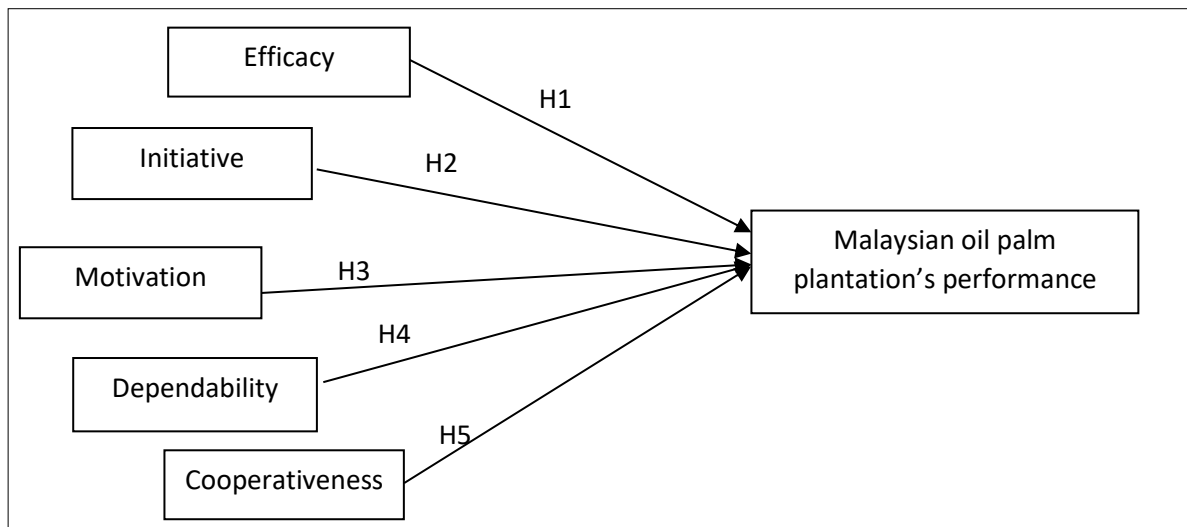 Efficacy
H1
Initiative
H2
Motivation
H3
Dependability
H4
Cooperativeness
H5
Malaysian oil palm
plantation’s performance